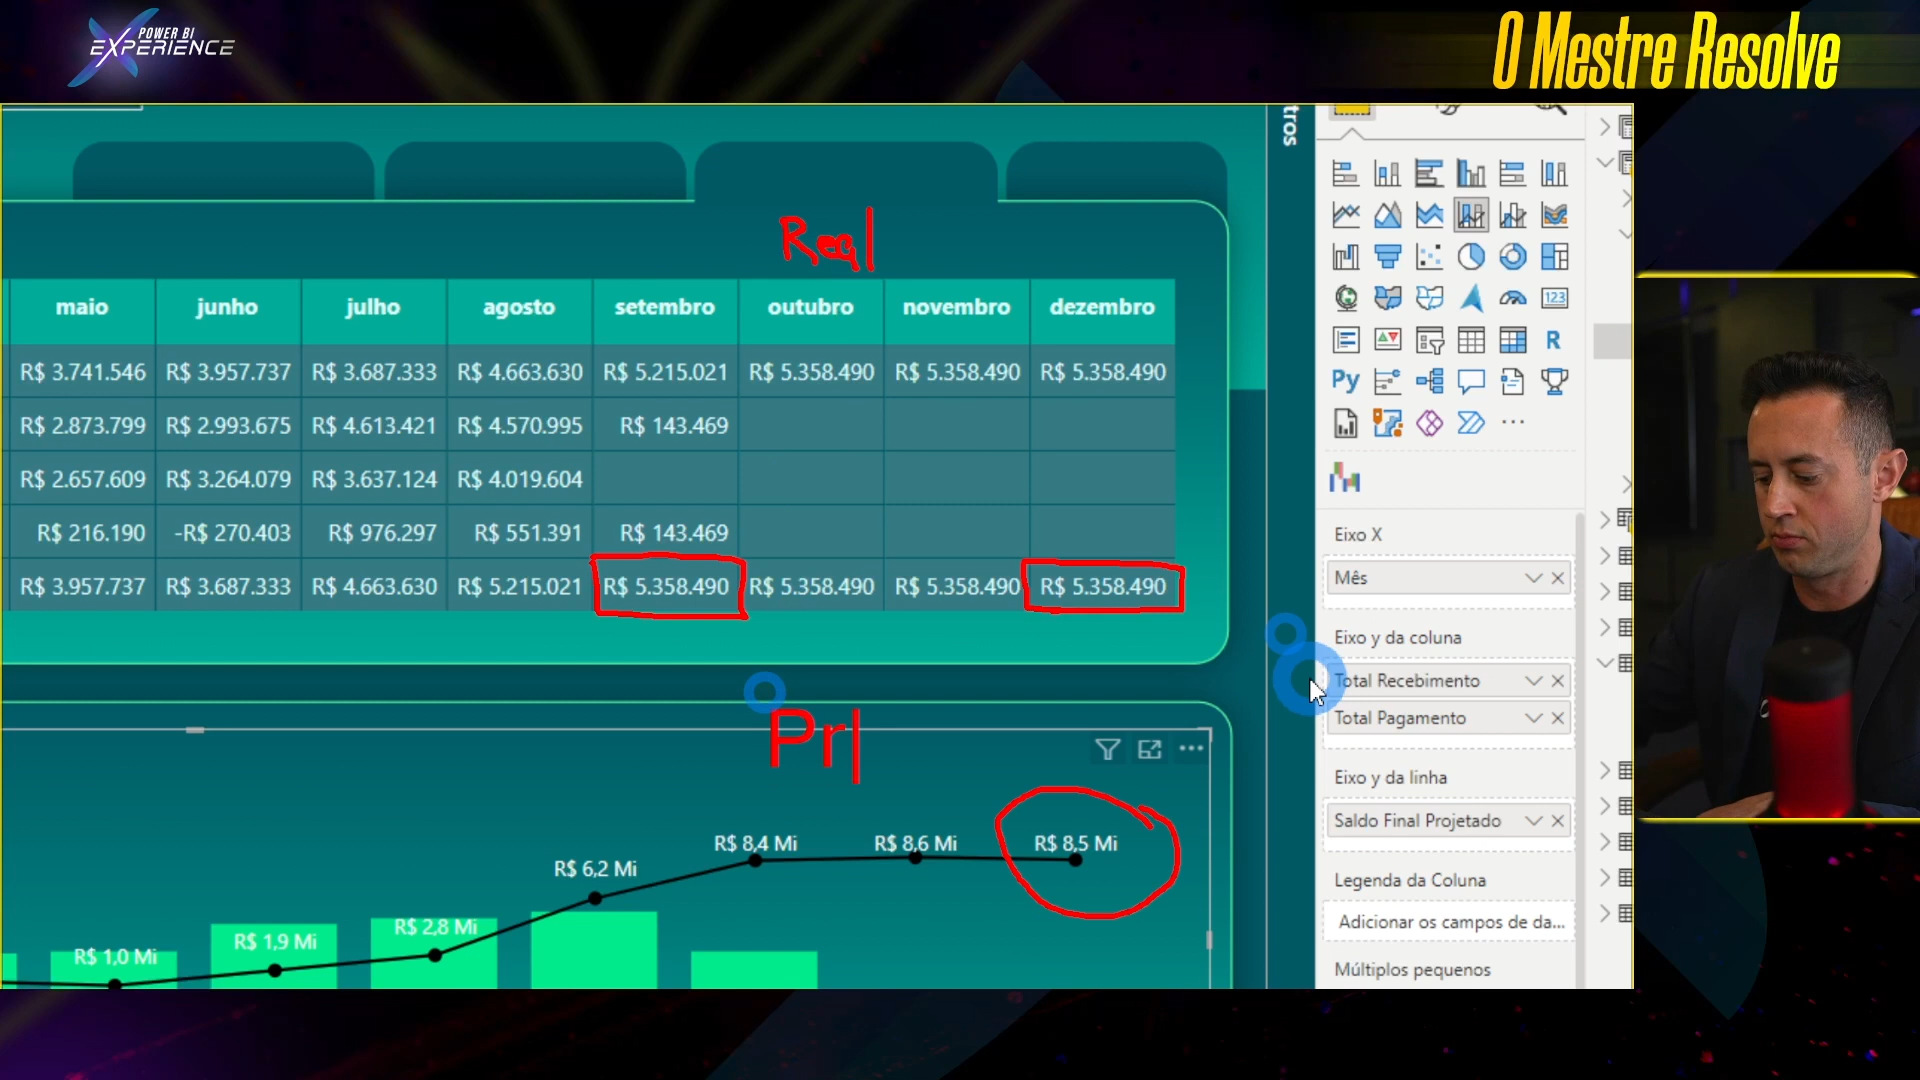 POWER BI
EXPERIENCE
O Mestre Resolve
tros
Real
maio junho julho agosto setembro outubro novembro dezembro
R$ 3.741.546 R$ 3.957.737 R$ 3.687.333 R$ 4.663.630 R$ 5.215.021 R$ 5.358.490 R$ 5.358.490 R$ 5.358.490
R$ 2.873.799 R$ 2.993.675 R$ 4.613.421 R$ 4.570.995 R$ 143.469
R$ 2.657.609 R$ 3.264.079 R$ 3.637.124 R$ 4.019.604
R$ 216.190 -R$ 270.403 R$ 976.297 R$ 551.391 R$ 143.469
R$ 3.957.737 R$ 3.687.333 R$ 4.663.630 R$ 5.215.021 R$ 5.358.490 R$ 5.358.490 R$ 5.358.490 R$ 5.358.490
Pr
R$ 8,4 Mi R$ 8,6 Mi R$ 8,5 Mi
R$ 6,2 Mi
R$ 2,8 Mi
R$ 1,9 Mi
R$ 1,0 Mi
123
R
Py
Eixo X
Mês
Eixo y da coluna
Total Recebimento
Total Pagamento
Eixo y da linha
Saldo Final Projetado
Legenda da Coluna
Adicionar os campos de da...
Múltiplos pequenos